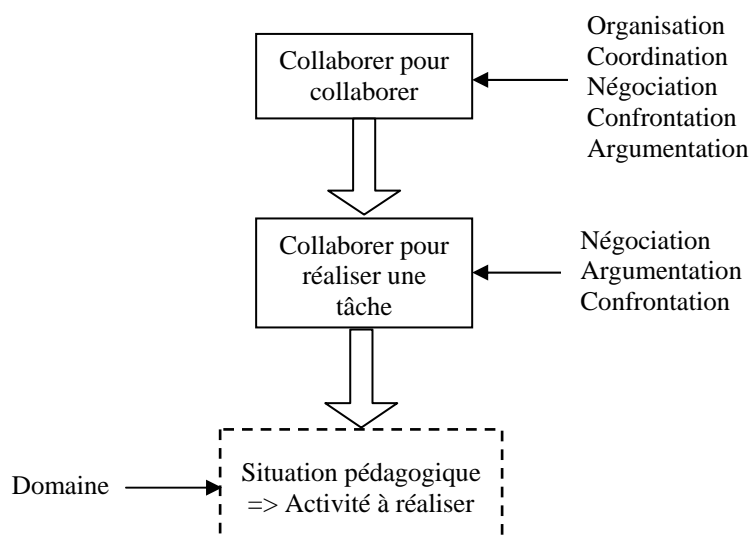 Collaborer pour
collaborer
Organisation
Coordination
Négociation
Confrontation
Argumentation
Collaborer pour
réaliser une
tâche
Négociation
Argumentation
Confrontation
Domaine
Situation pédagogique
=> Activité à réaliser